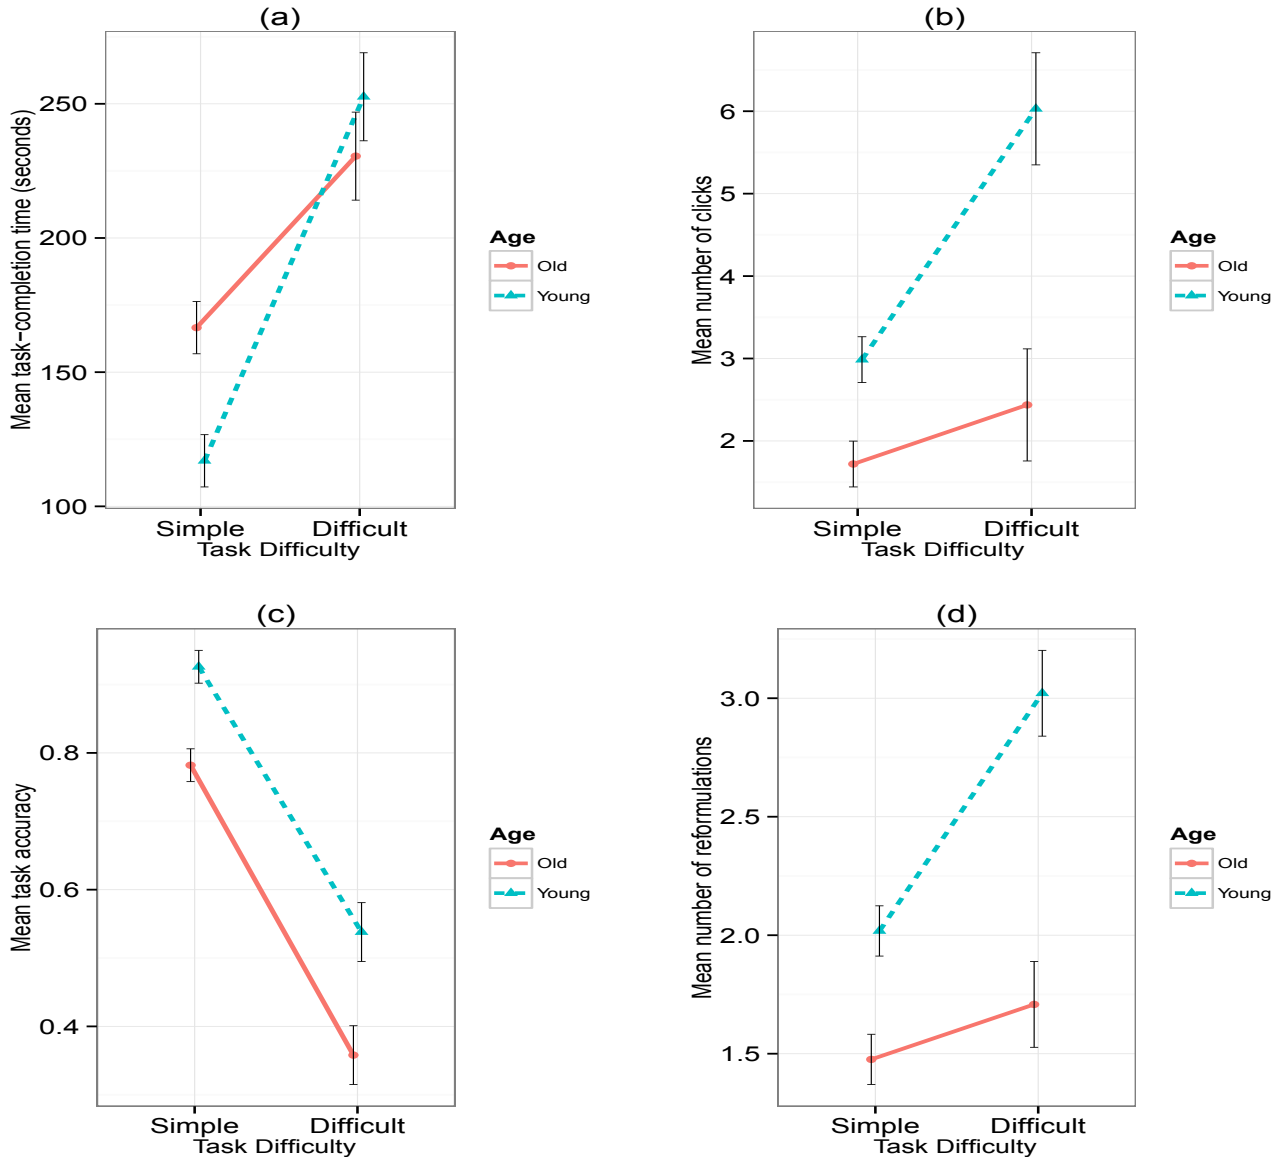 (a)
Mean task−completion time (seconds)
250
200
150
100
Simple Difficult
Task Difficulty
Age
Old
Young
(b)
Mean number of clicks
6
5
4
3
2
Simple Difficult
Task Difficulty
Age
Old
Young
(c)
Mean task accuracy
0.8
0.6
0.4
Simple Difficult
Task Difficulty
Age
Old
Young
(d)
Mean number of reformulations
3.0
2.5
2.0
1.5
Simple Difficult
Task Difficulty
Age
Old
Young